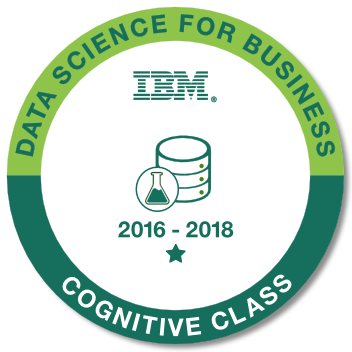 DATA SCIENCE FOR BUSINESS
IBM®
2016 - 2018
COGNITIVE CLASS